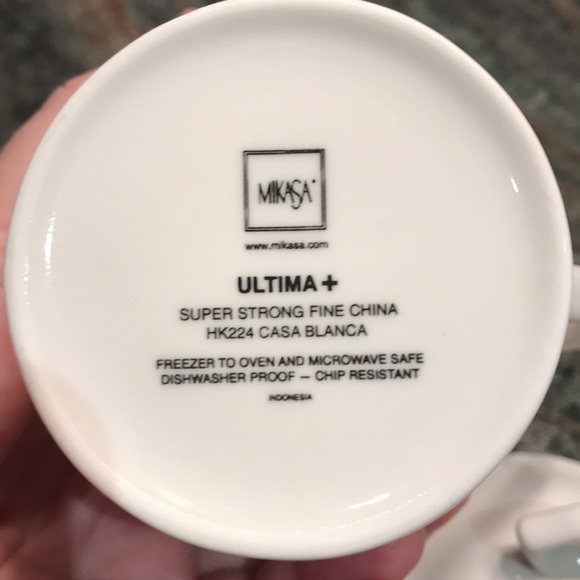 MIKASA
www.mikasa.com
ULTIMA+
SUPER STRONG FINE CHINA
HK224 CASA BLANCA
FREEZER TO OVEN AND MICROWAVE SAFE
DISHWASHER PROOF – CHIP RESISTANT
INDONESIA